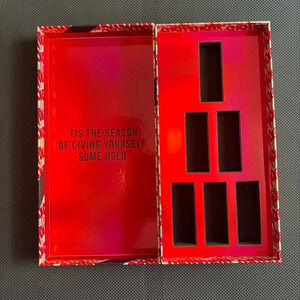 'TIS THE SEASON
OF GIVING YOURSELF
SOME HOLO